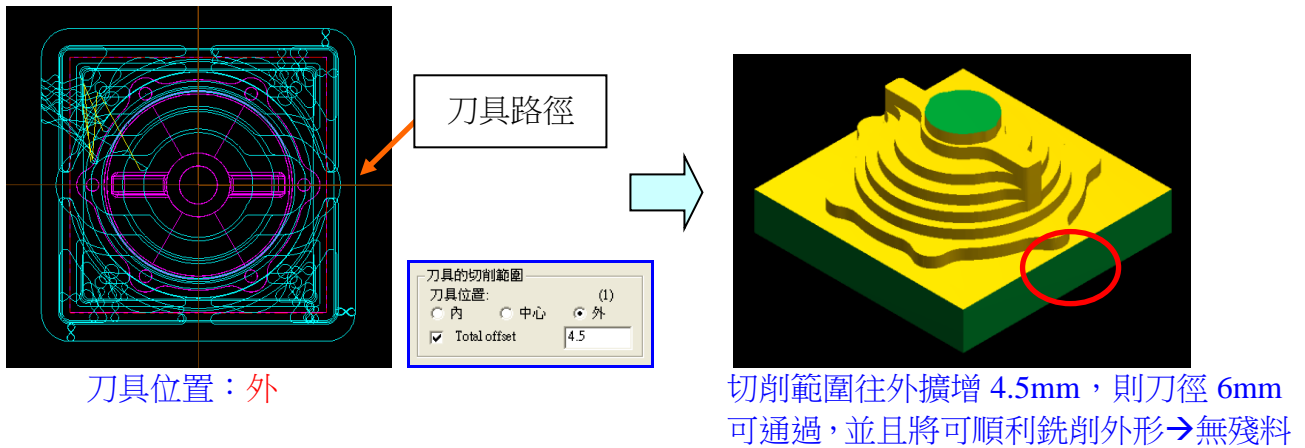 刀具路徑
刀具的切削範圍
刀具位置: (1)
內 中心 外
Total offset 4.5
刀具位置：外
切削範圍往外擴增 4.5mm，則刀徑 6mm
可通過，並且將可順利銑削外形→無殘料